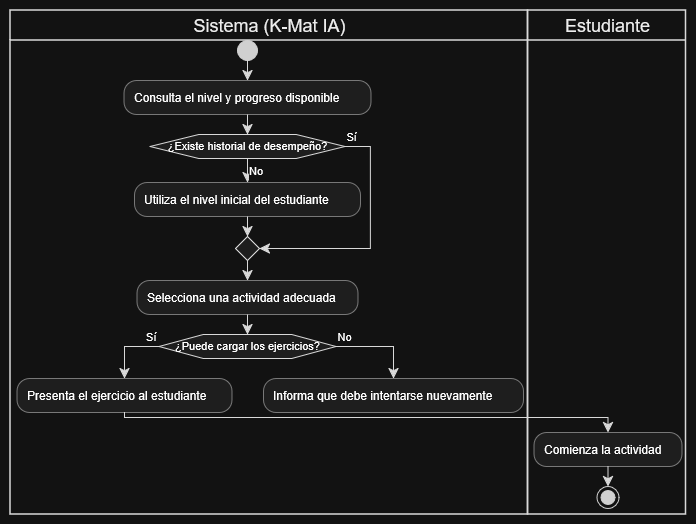 Sistema (K-Mat IA)
Estudiante
Consulta el nivel y progreso disponible
¿Existe historial de desempeño?
Sí
No
Utiliza el nivel inicial del estudiante
Selecciona una actividad adecuada
Sí
¿Puede cargar los ejercicios?
No
Presenta el ejercicio al estudiante
Informa que debe intentarse nuevamente
Comienza la actividad